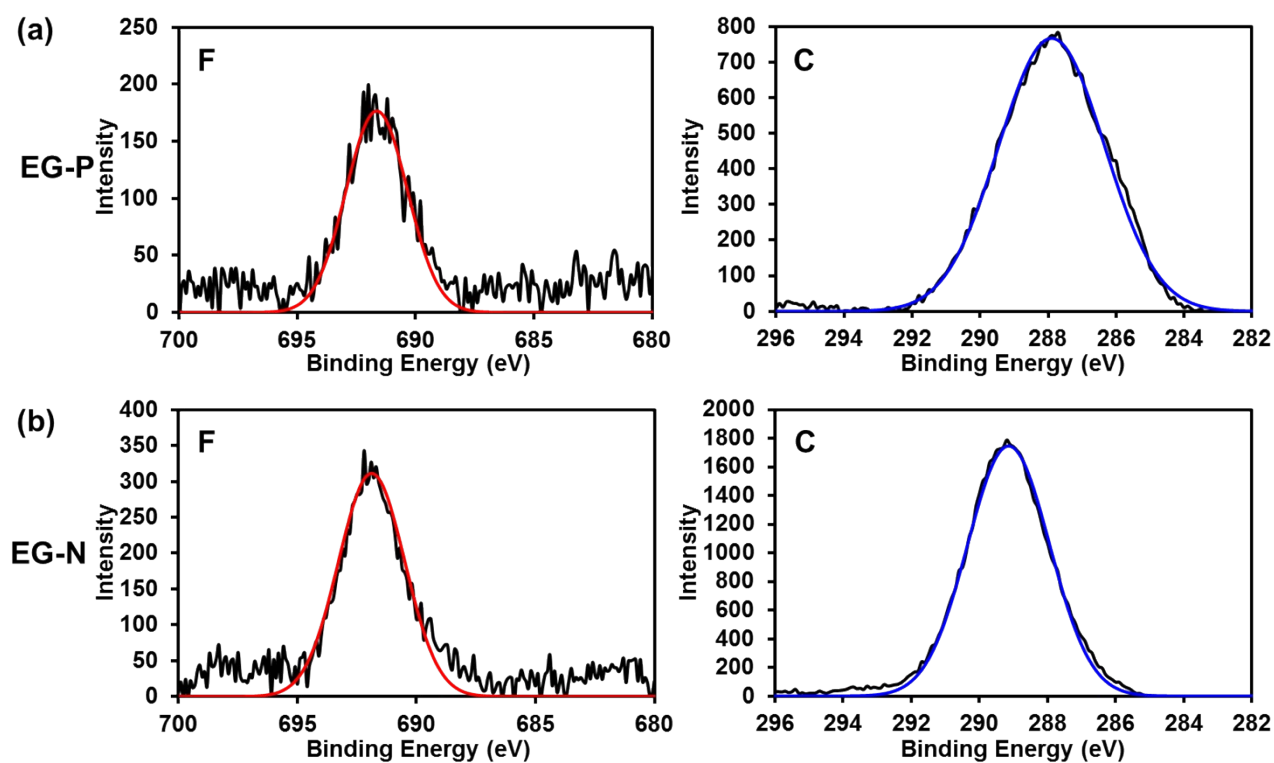 (a)
EG-P
F
Intensity
250
200
150
100
50
0
700 695 690 685 680
Binding Energy (eV)
C
Intensity
800
700
600
500
400
300
200
100
0
296 294 292 290 288 286 284 282
Binding Energy (eV)
(b)
EG-N
F
Intensity
400
350
300
250
200
150
100
50
0
700 695 690 685 680
Binding Energy (eV)
C
Intensity
2000
1800
1600
1400
1200
1000
800
600
400
200
0
296 294 292 290 288 286 284 282
Binding Energy (eV)